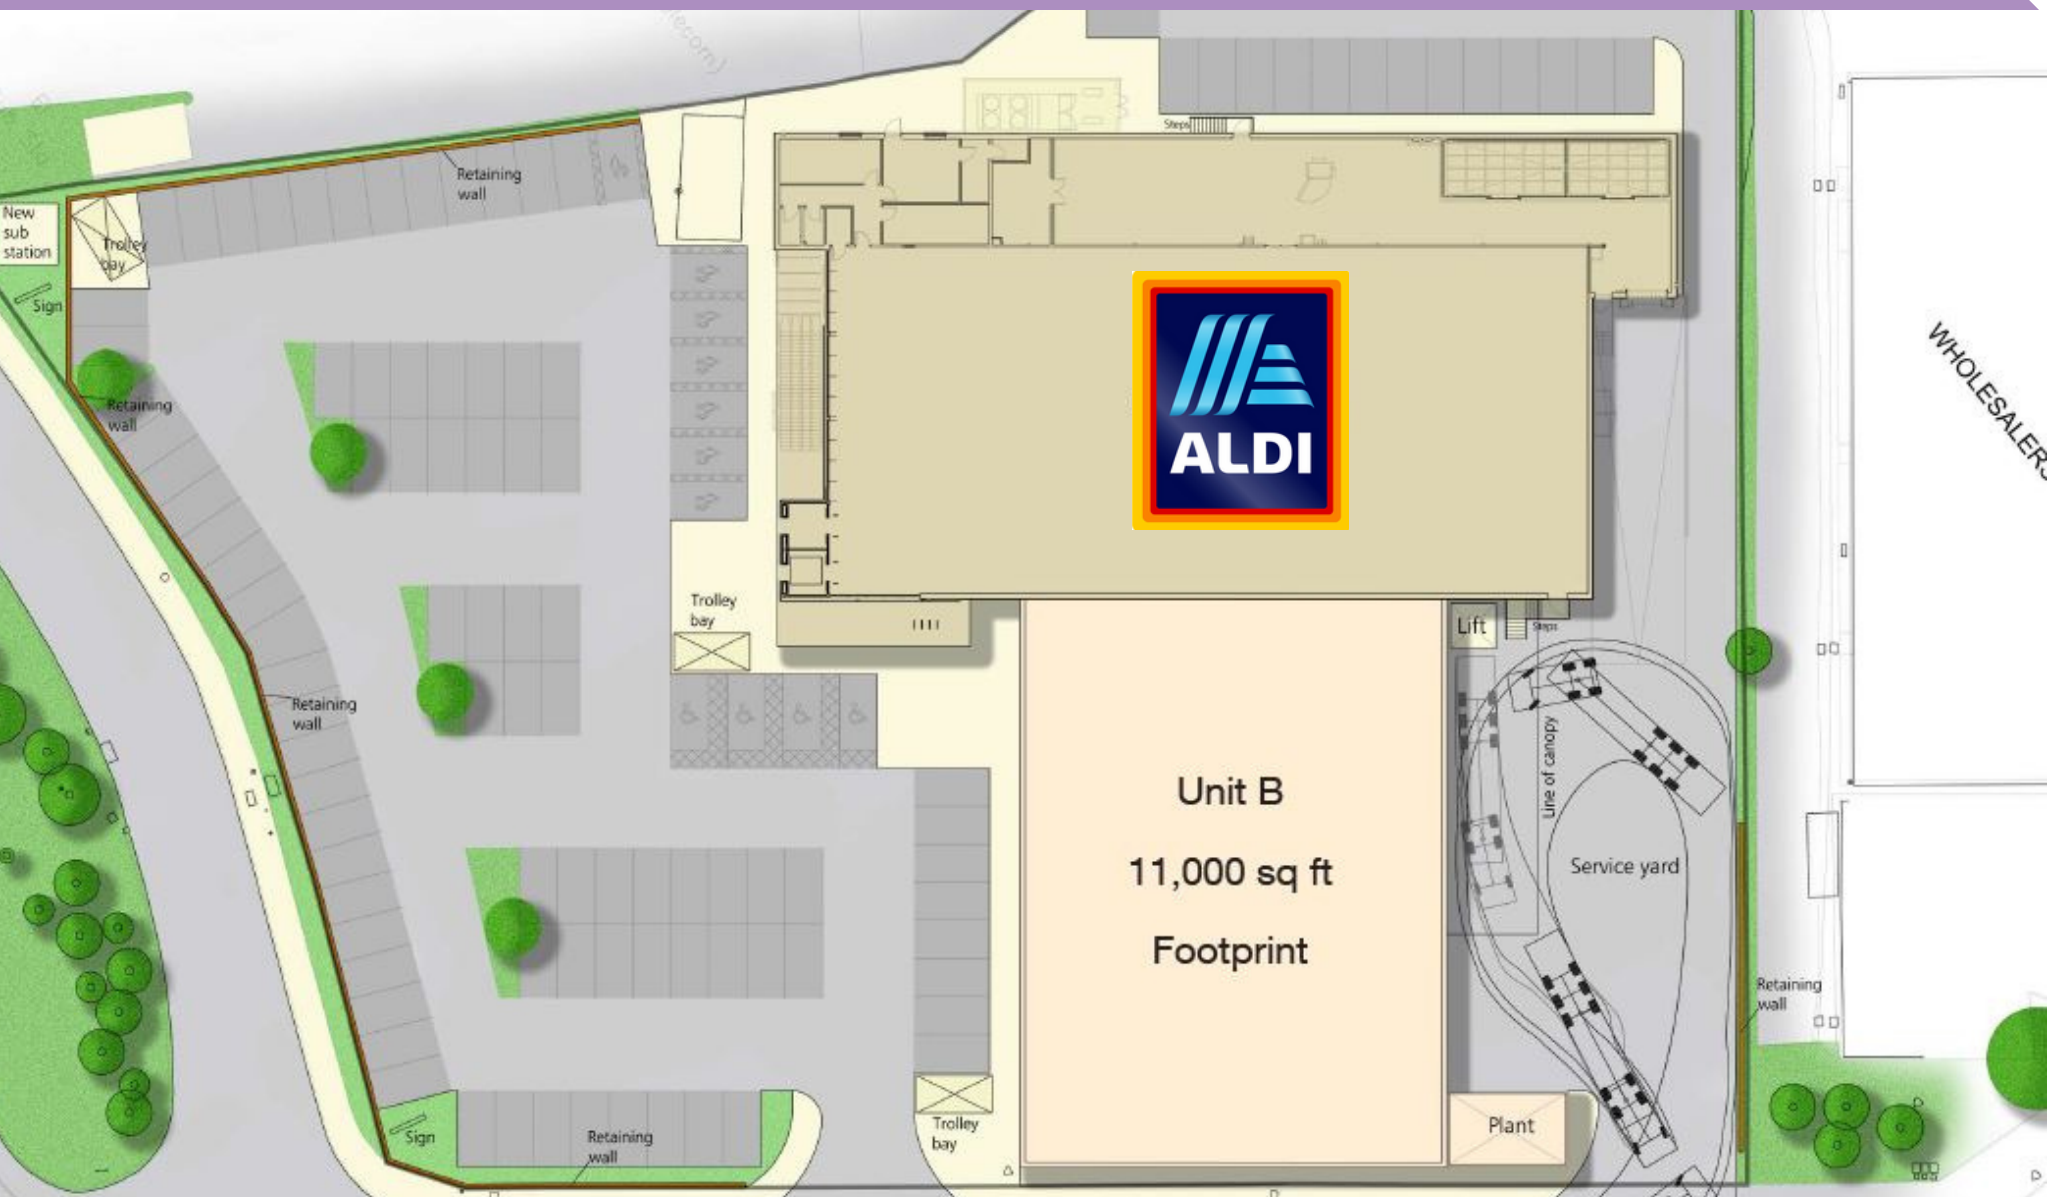 Steps
Retaining
wall
New
sub
station
Trolley
bay
Sign
Retaining
wall
WHOLESALERS
ALDI
Trolley
bay
Lift
Steps
Retaining
wall
Line of canopy
Unit B
11,000 sq ft
Footprint
Service yard
Retaining
wall
Sign
Retaining
wall
Trolley
bay
Plant